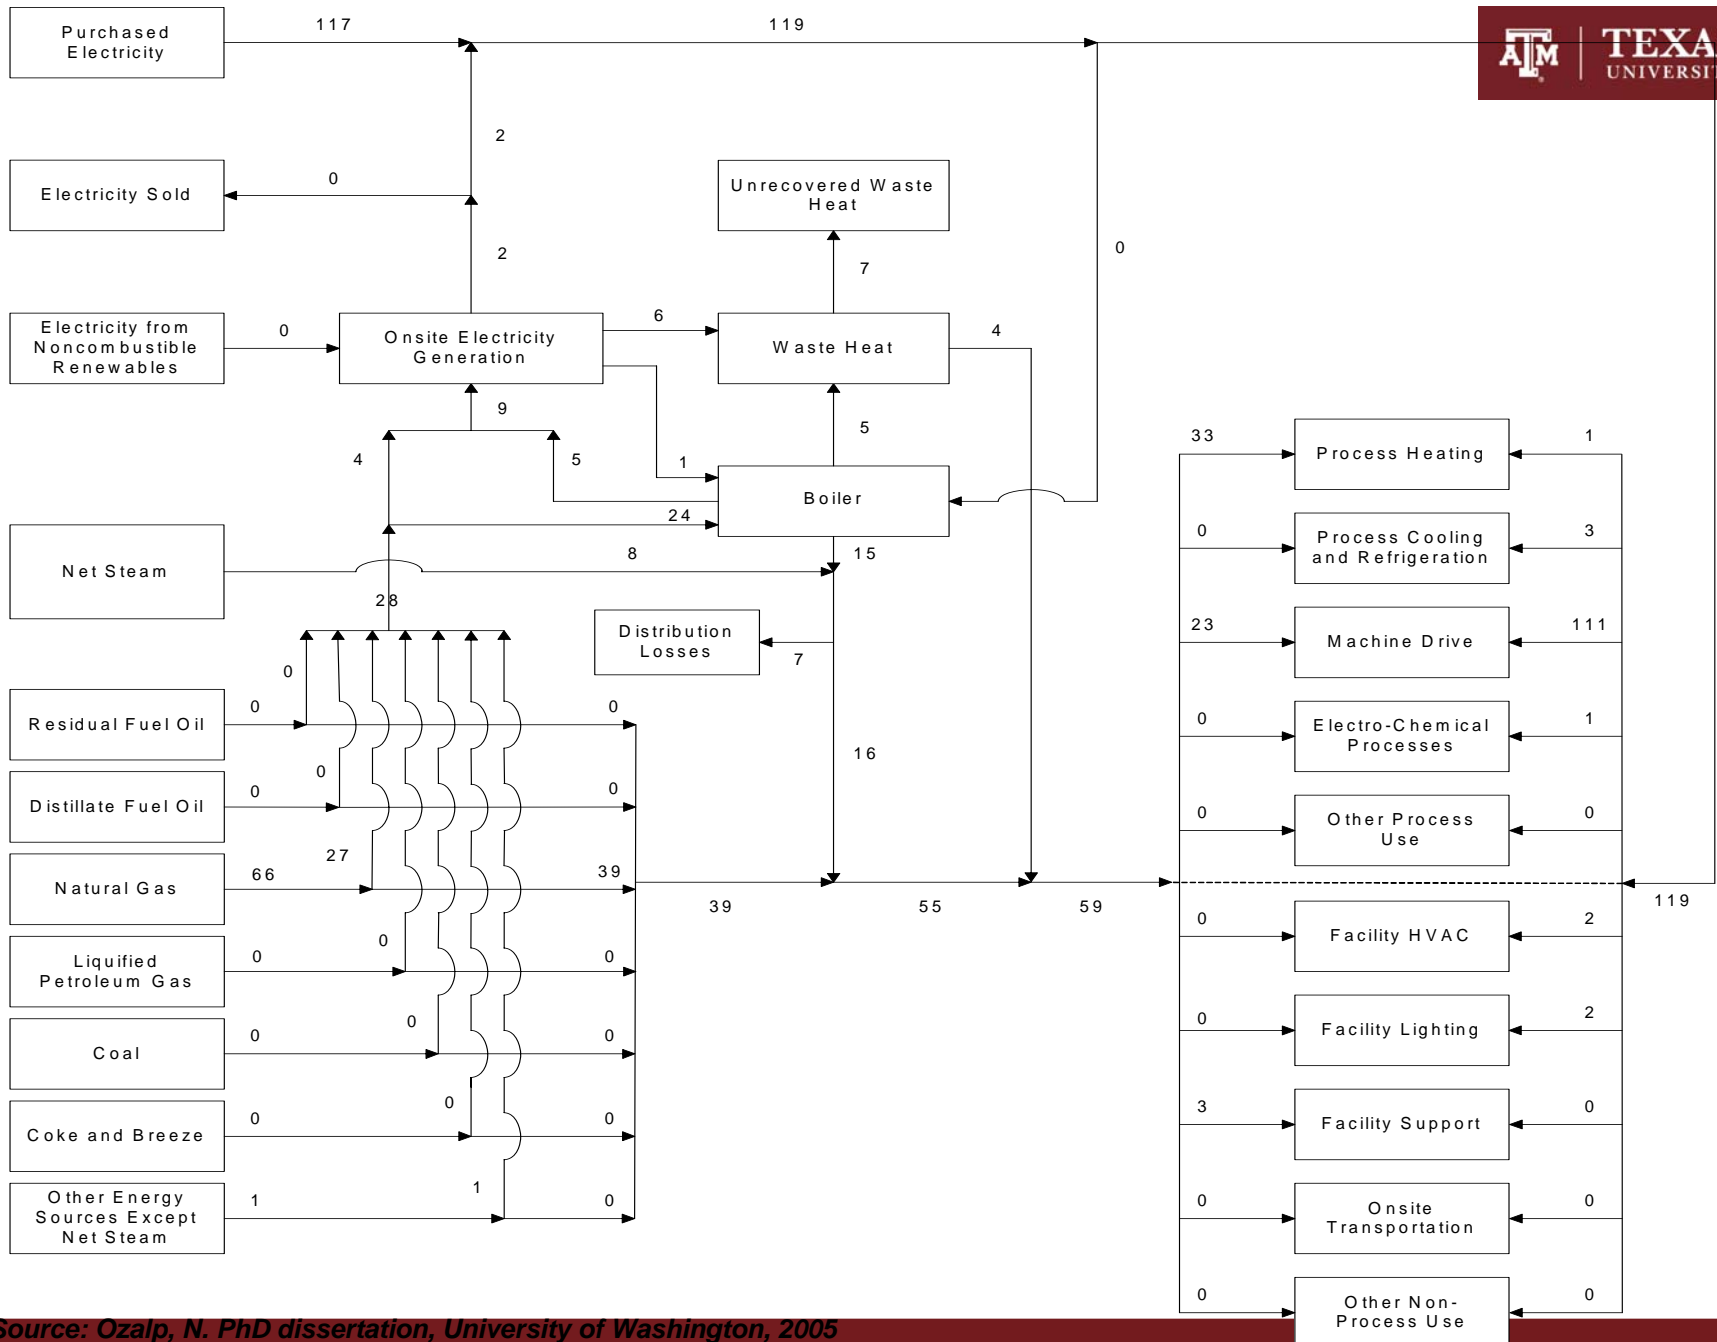 117
119
Purchased
Electricity
TEXA
UNIVERSIT
ATM
2
Electricity Sold
0
Unrecovered Waste
Heat
2
7
0
Electricity from
Noncombustible
Renewables
0
Onsite Electricity
Generation
6
Waste Heat
4
9
4
5
1
5
Boiler
24
Net Steam
8
15
28
Distribution
Losses
7
33
Process Heating
1
0
Process Cooling
and Refrigeration
3
23
Machine Drive
111
0
Electro-Chemical
Processes
1
0
Other Process
Use
0
16
0
Residual Fuel Oil
0
0
0
Distillate Fuel Oil
0
0
27
Natural Gas
66
39
39
55
59
119
0
Liquified
Petroleum Gas
0
0
0
Coal
0
0
0
Coke and Breeze
0
0
1
Other Energy
Sources Except
Net Steam
1
0
0
Facility HVAC
2
0
Facility Lighting
2
3
Facility Support
0
0
Onsite
Transportation
0
0
Other Non-
Process Use
0
Source: Ozalp, N. PhD dissertation, University of Washington, 2005